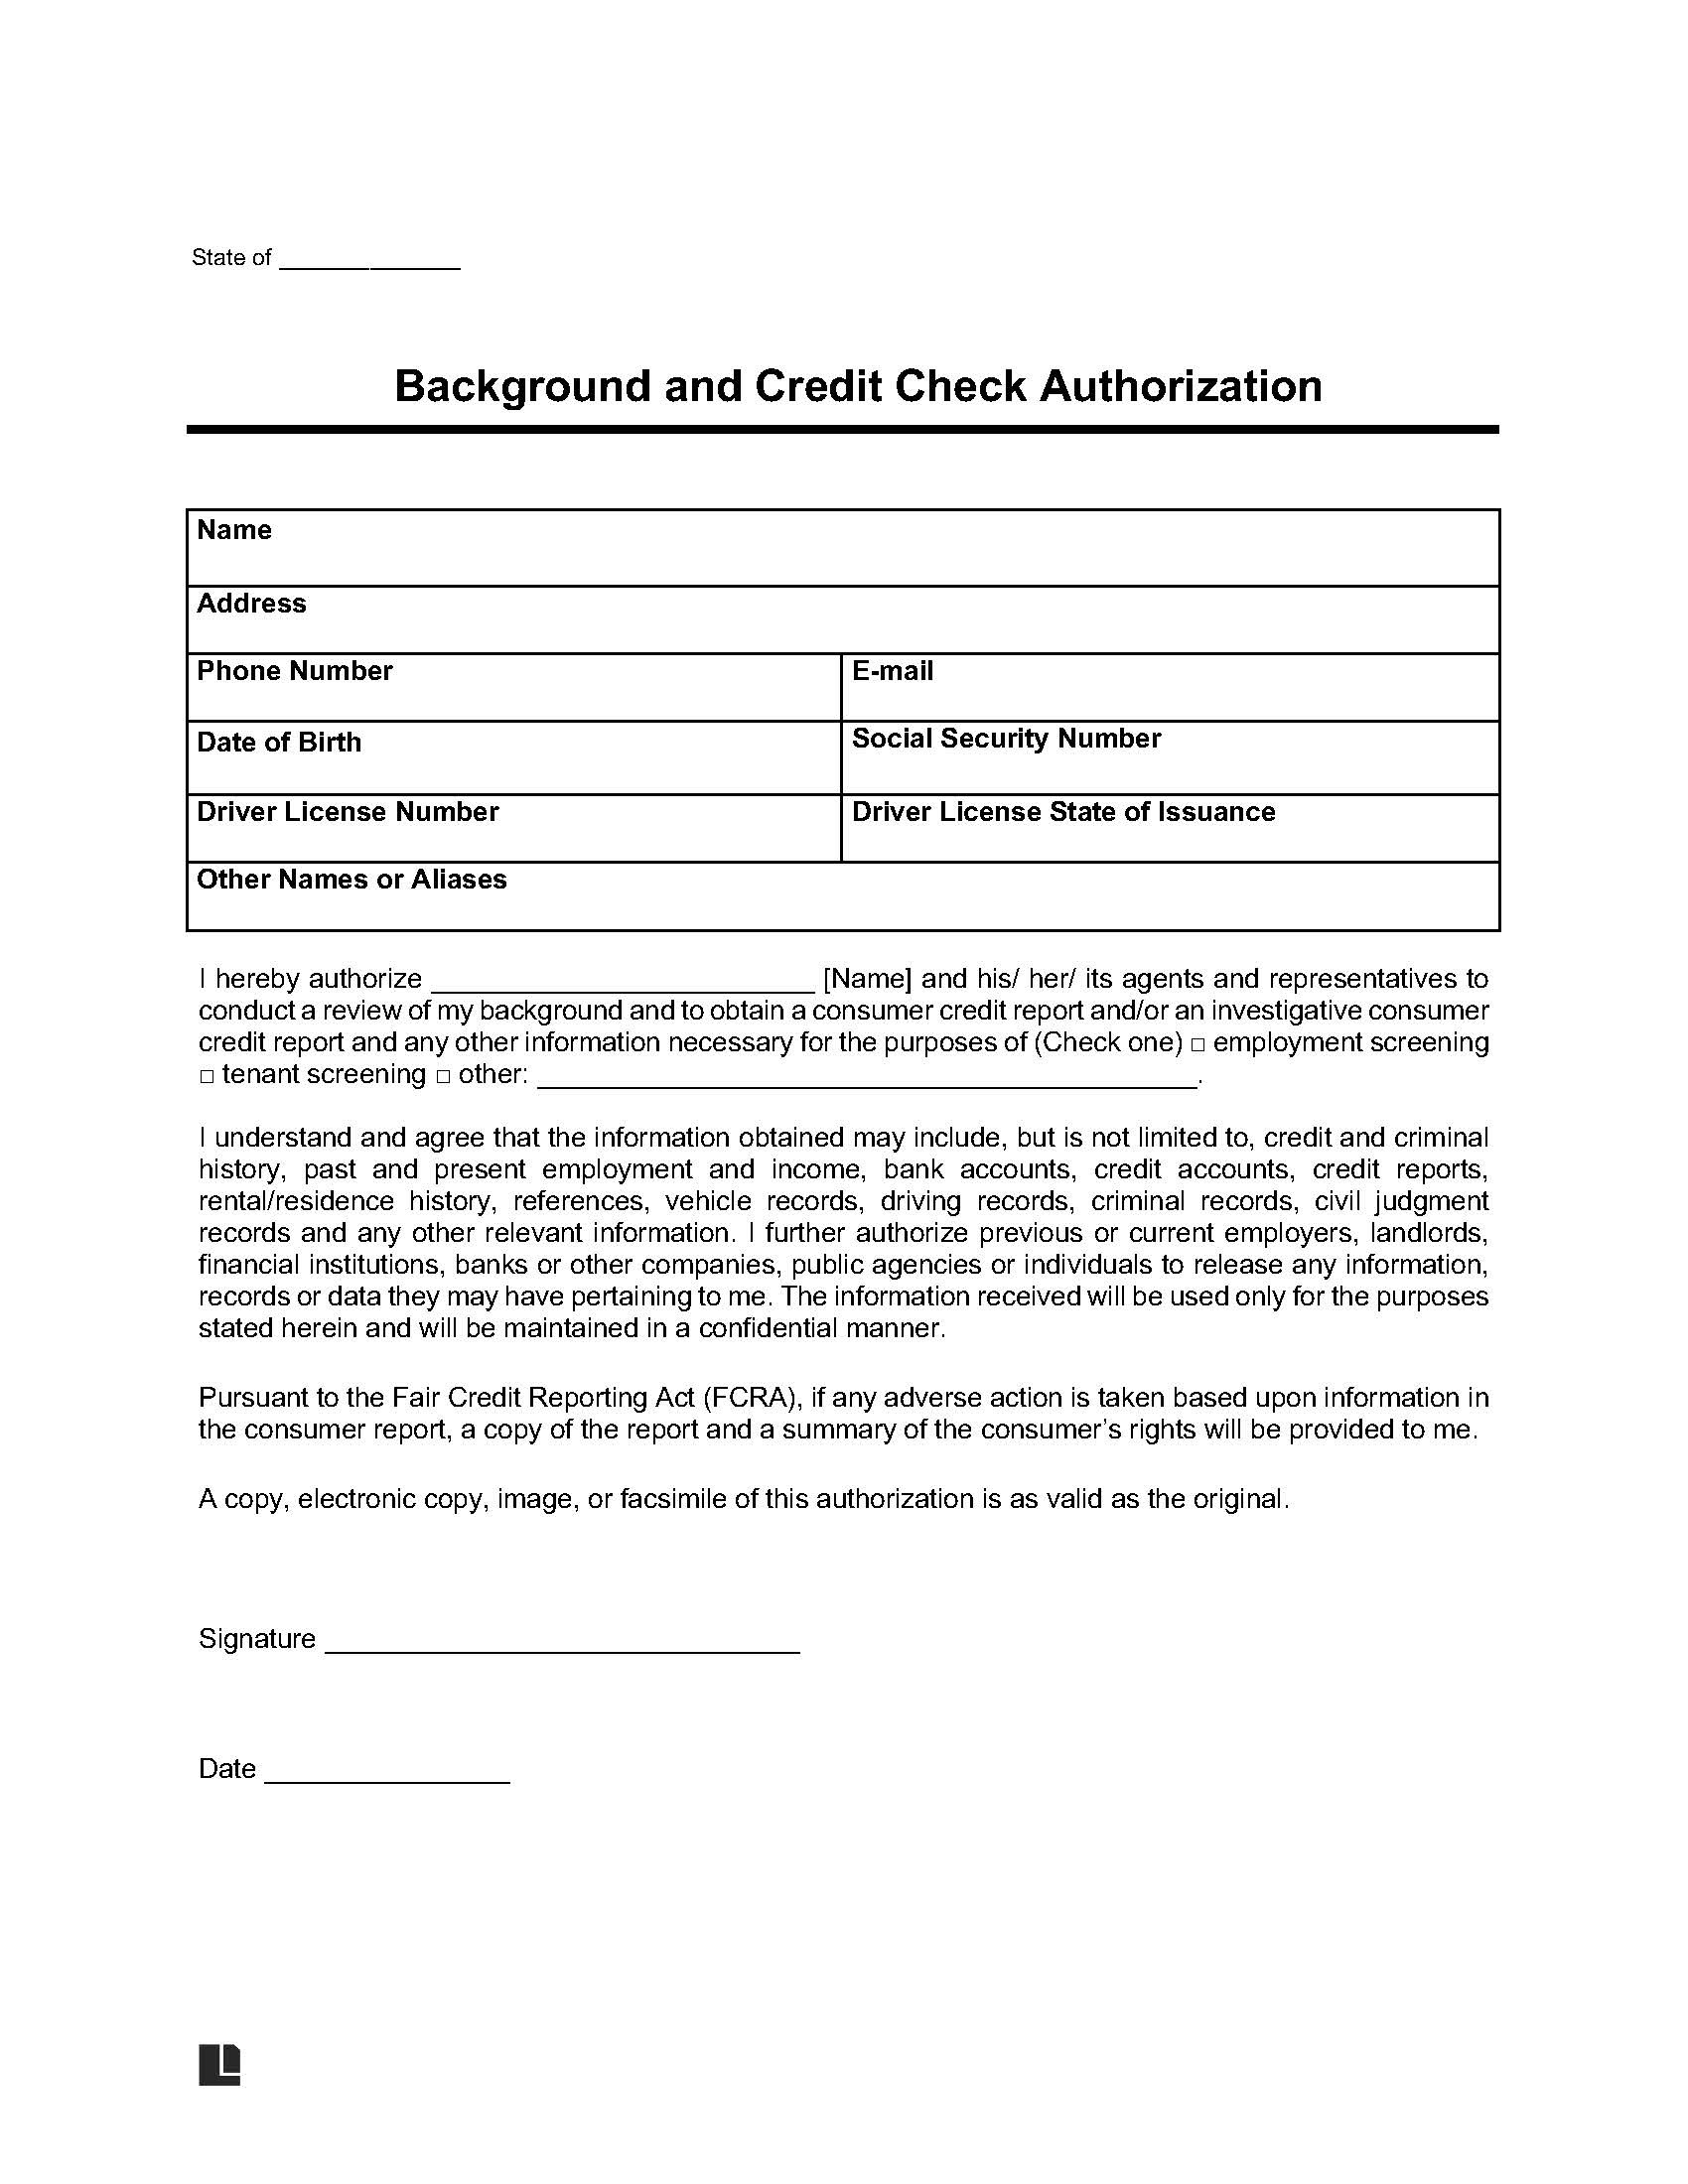 State of ______________
Background and Credit Check Authorization
Name
Address
Phone Number
E-mail
Date of Birth
Social Security Number
Driver License Number
Driver License State of Issuance
Other Names or Aliases
I hereby authorize _________________________ [Name] and his/ her/ its agents and representatives to
conduct a review of my background and to obtain a consumer credit report and/or an investigative consumer
credit report and any other information necessary for the purposes of (Check one) □ employment screening
□ tenant screening □ other: ___________________________________________.
I understand and agree that the information obtained may include, but is not limited to, credit and criminal
history, past and present employment and income, bank accounts, credit accounts, credit reports,
rental/residence history, references, vehicle records, driving records, criminal records, civil judgment
records and any other relevant information. I further authorize previous or current employers, landlords,
financial institutions, banks or other companies, public agencies or individuals to release any information,
records or data they may have pertaining to me. The information received will be used only for the purposes
stated herein and will be maintained in a confidential manner.
Pursuant to the Fair Credit Reporting Act (FCRA), if any adverse action is taken based upon information in
the consumer report, a copy of the report and a summary of the consumer’s rights will be provided to me.
A copy, electronic copy, image, or facsimile of this authorization is as valid as the original.
Signature _______________________________
Date ________________